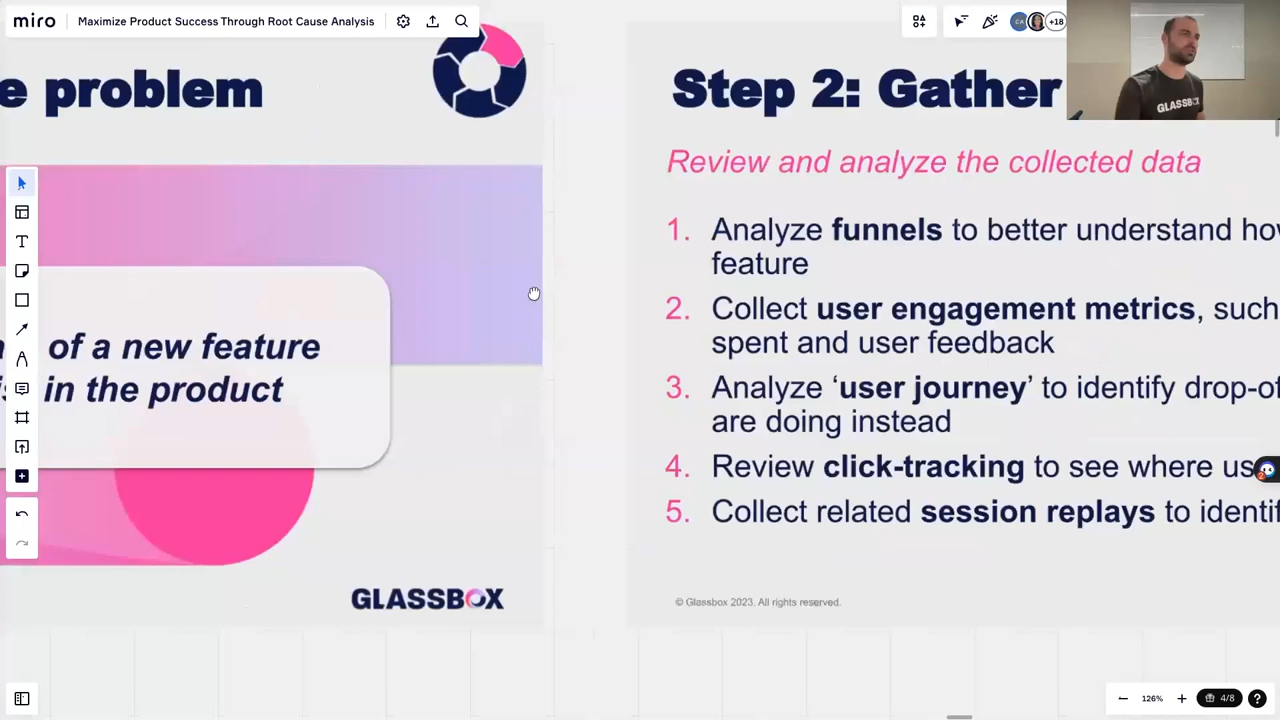 miro
Maximize Product Success Through Root Cause Analysis
+18
GLASSBOX
e problem
of a new feature
in the product
GLASSBOX
Step 2: Gather
Review and analyze the collected data
1. Analyze funnels to better understand how
feature
2. Collect user engagement metrics, such
spent and user feedback
3. Analyze ‘user journey’ to identify drop-of
are doing instead
4. Review click-tracking to see where us
5. Collect related session replays to identif
© Glassbox 2023. All rights reserved.
126%
4/8